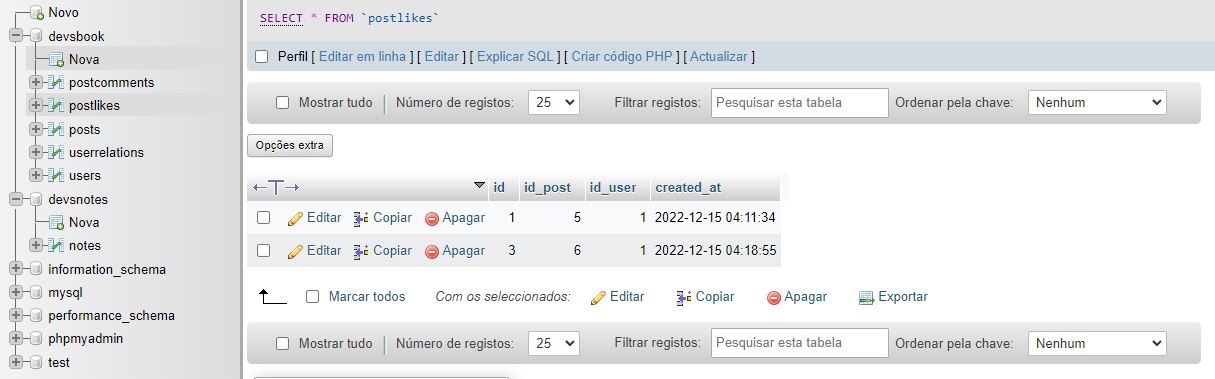 Novo
devsbook
Nova
postcomments
postlikes
posts
userrelations
users
devsnotes
Nova
notes
information_schema
mysql
performance_schema
phpmyadmin
test
SELECT * FROM `postlikes`
Perfil [ Editar em linha ] [ Editar ] [ Explicar SQL ] [ Criar código PHP ] [ Actualizar ]
Mostrar tudo | Número de registos: 25 Filtrar registos: Pesquisar esta tabela Ordenar pela chave: Nenhum
Opções extra
←T→ id id_post id_user created_at
Editar Copiar Apagar 1 5 1 2022-12-15 04:11:34
Editar Copiar Apagar 3 6 1 2022-12-15 04:18:55
Marcar todos Com os seleccionados: Editar Copiar Apagar Exportar
Mostrar tudo | Número de registos: 25 Filtrar registos: Pesquisar esta tabela Ordenar pela chave: Nenhum